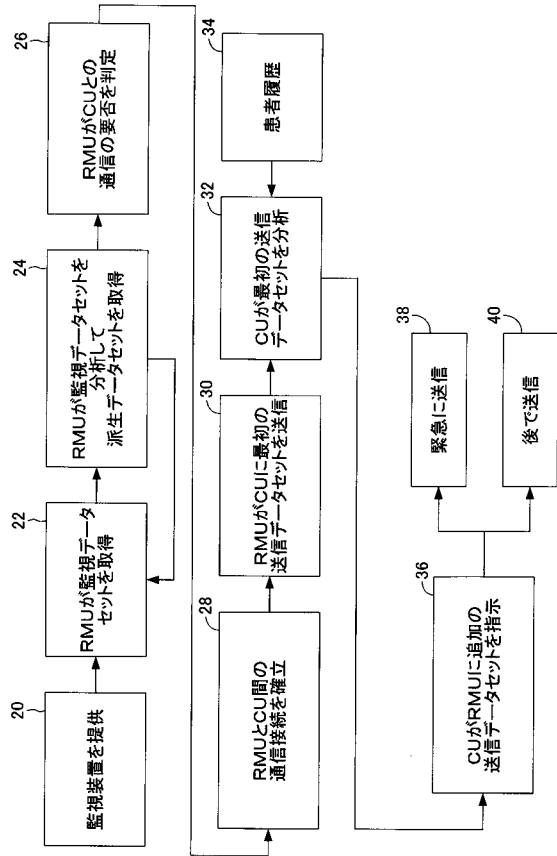 20
監視装置を提供
22
RMUが監視データ
セットを取得
24
RMUが監視データセットを
分析して
派生データセットを取得
26
RMUがCUとの
通信の要否を判定
28
RMUとCU間の
通信接続を確立
30
RMUがCUに最初の
送信データセットを送信
32
CUが最初の送信
データセットを分析
34
患者履歴
36
CUがRMUに追加の
送信データセットを指示
38
緊急に送信
40
後で送信